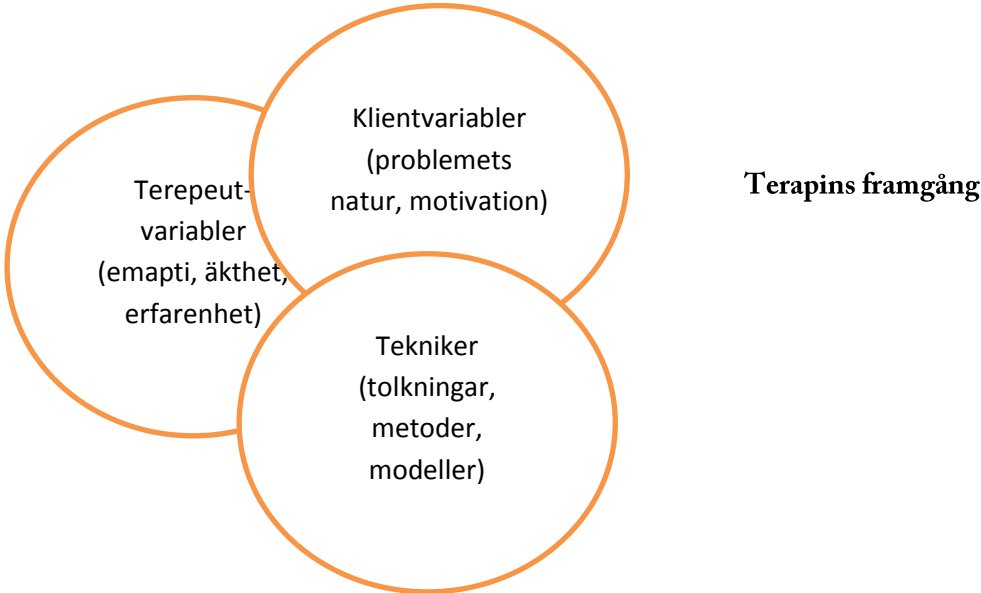 Klientvariabler
(problemets
natur, motivation)
Terepeut-
variabler
(emapti, äkthet,
erfarenhet)
Tekniker
(tolkningar,
metoder,
modeller)
Terapins framgång